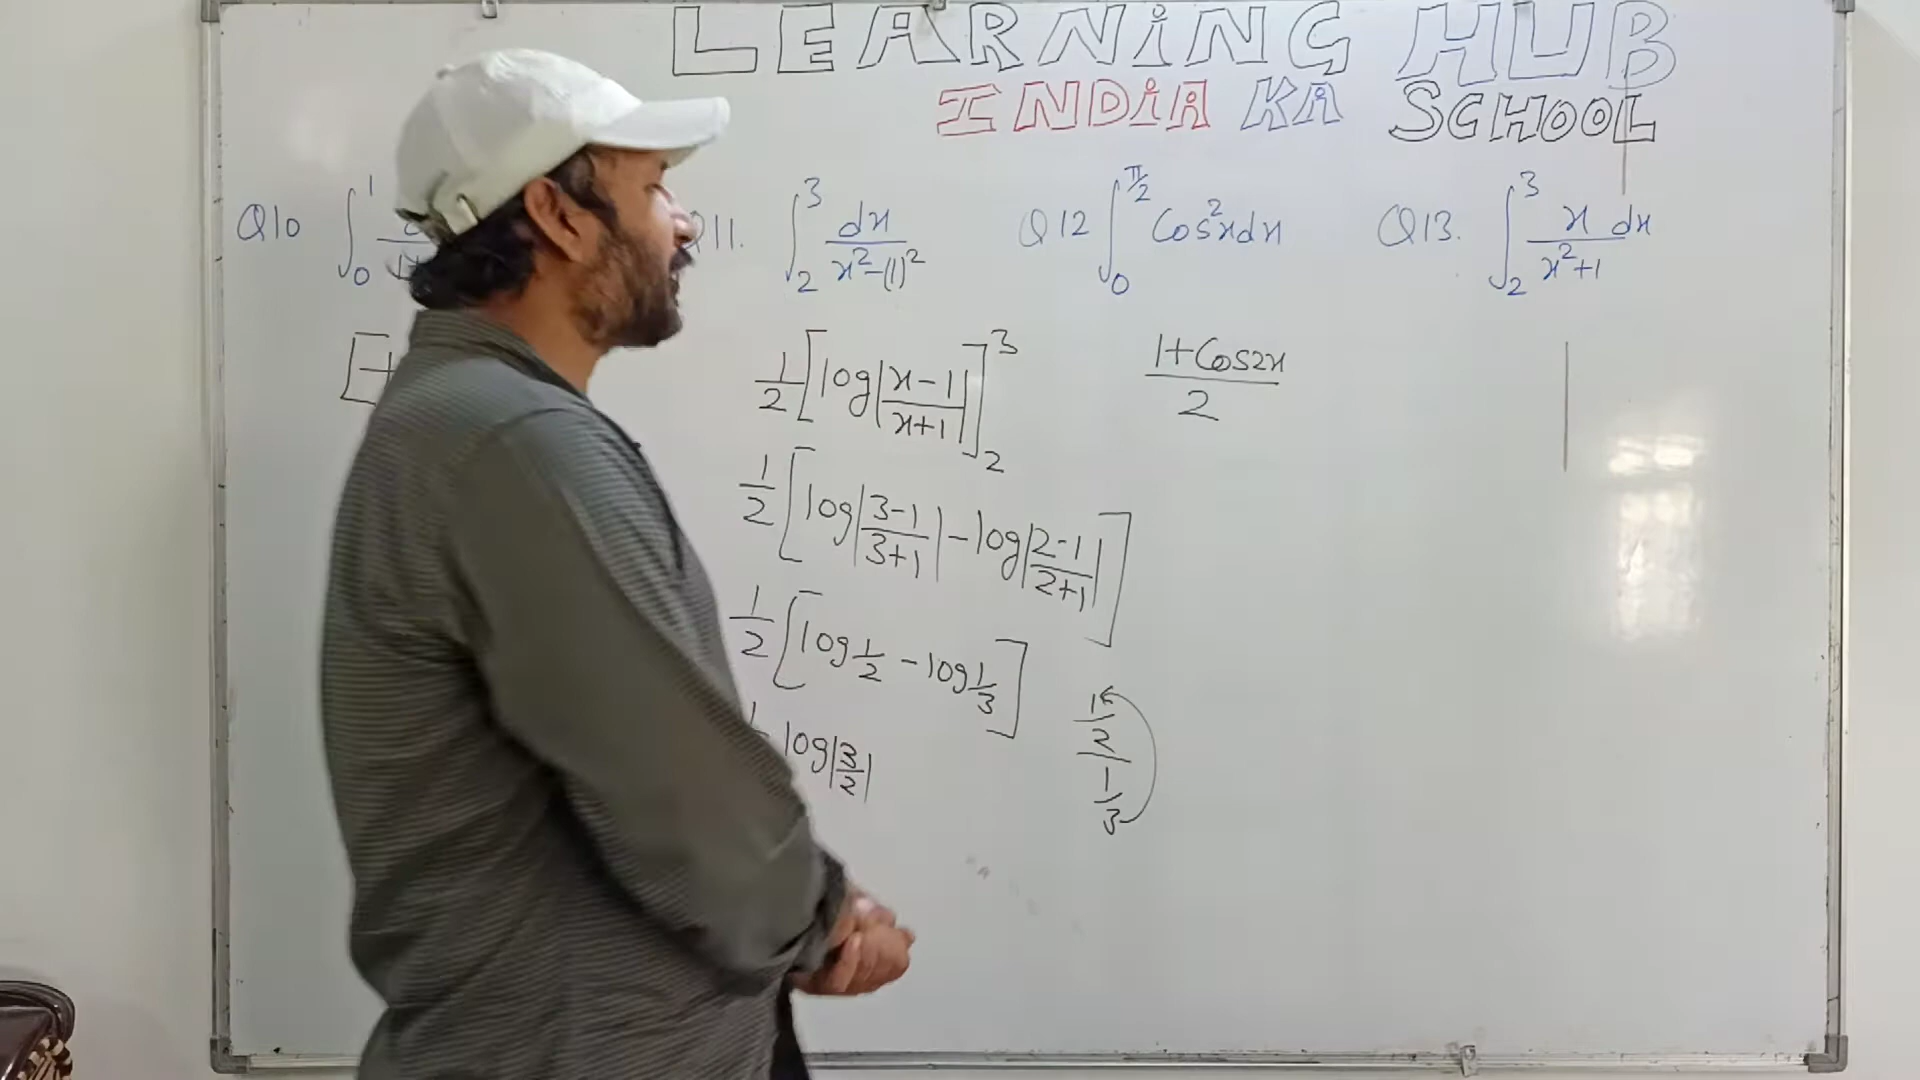 LEARNING HUB
INDIA KA SCHOOL
Q10 ∫₀¹
Q11. ∫₂³ dx/(x²-(1)²)
Q12 ∫₀^(π/2) Cos²xdx
Q13. ∫₂³ x dx/(x²+1)
1/2 [log|(x-1)/(x+1)|]₂³
(1+Cos2x)/2
1/2 [log|(3-1)/(3+1)| - log|(2-1)/(2+1)|]
1/2 [log 1/2 - log 1/3]
log|3/2|
1/2
1/3